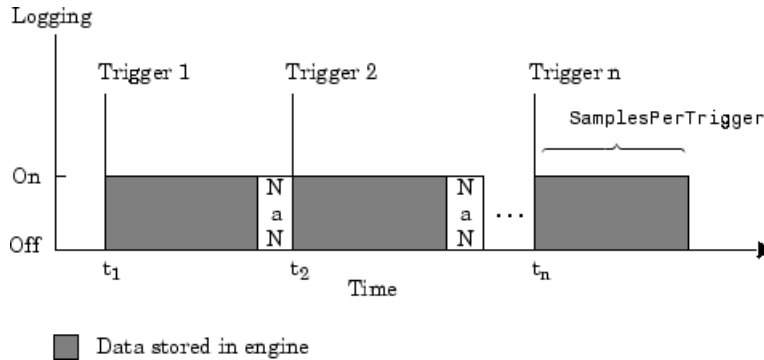 Logging
Trigger 1
Trigger 2
Trigger n
SamplesPerTrigger
On
N
a
N
N
a
N
...
Off
t1
t2
tn
Time
Data stored in engine